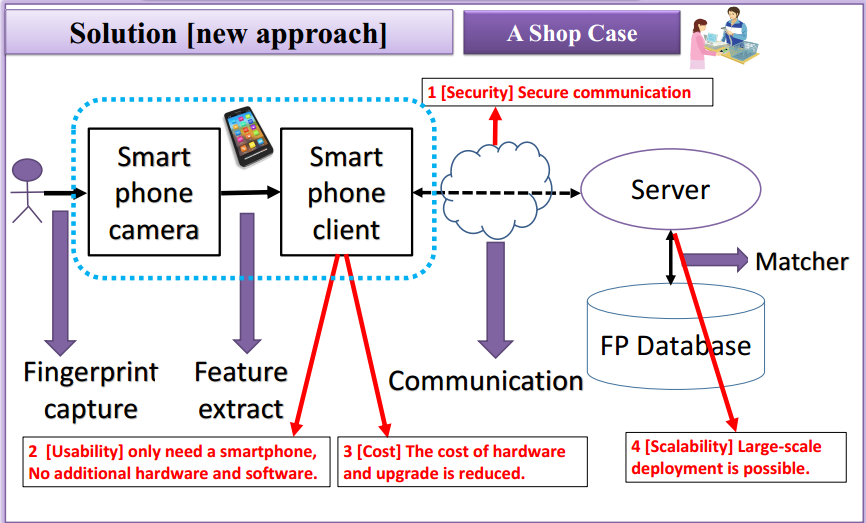 Solution [new approach]
A Shop Case
1 [Security] Secure communication
Smart
phone
camera
Smart
phone
client
Server
Matcher
FP Database
Fingerprint
capture
Feature
extract
Communication
2 [Usability] only need a smartphone,
No additional hardware and software.
3 [Cost] The cost of hardware
and upgrade is reduced.
4 [Scalability] Large-scale
deployment is possible.